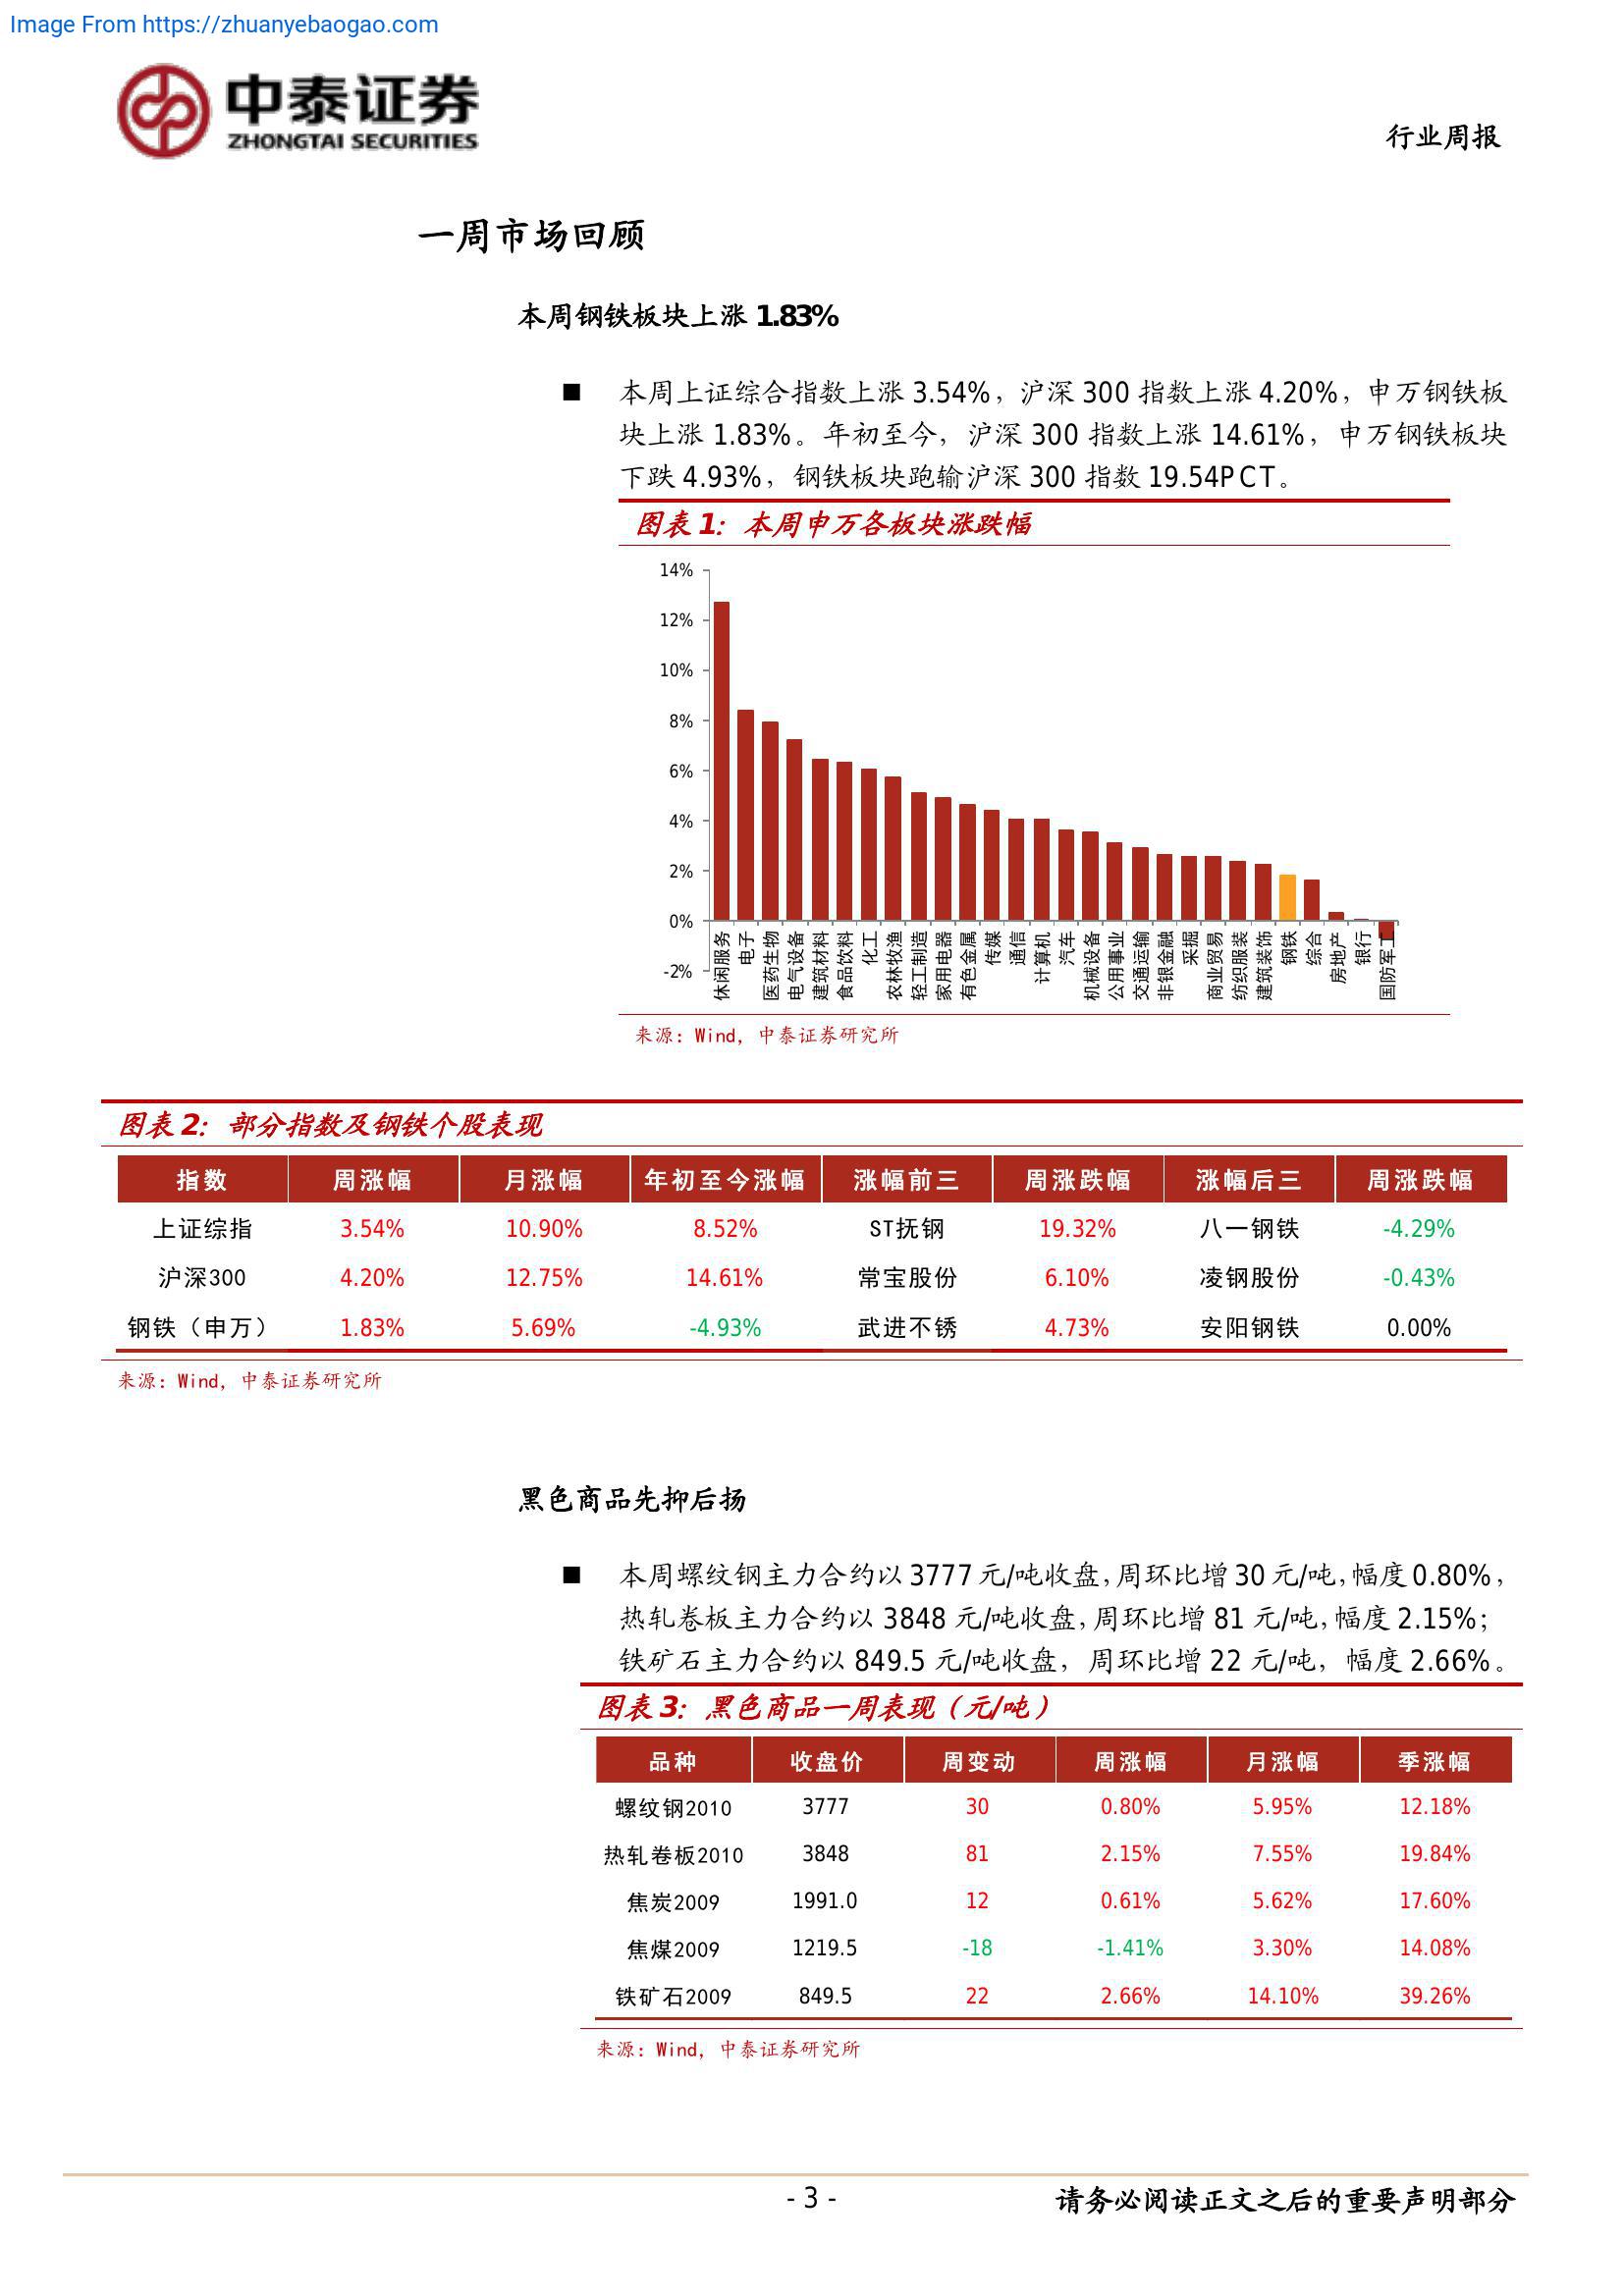 Image From https://zhuanyebaogao.com
中泰证券
ZHONGTAI SECURITIES
行业周报
一周市场回顾
本周钢铁板块上涨 1.83%
■ 本周上证综合指数上涨 3.54%，沪深 300 指数上涨 4.20%，申万钢铁板
块上涨 1.83%。年初至今，沪深 300 指数上涨 14.61%，申万钢铁板块
下跌 4.93%，钢铁板块跑输沪深 300 指数 19.54PCT。
图表 1：本周申万各板块涨跌幅
14%
12%
10%
8%
6%
4%
2%
0%
-2%
休闲服务
电子
医药生物
电气设备
建筑材料
食品饮料
化工
农林牧渔
轻工制造
家用电器
有色金属
传媒
通信
计算机
汽车
机械设备
公用事业
交通运输
非银金融
采掘
商业贸易
纺织服装
建筑装饰
钢铁
综合
房地产
银行
国防军工
来源：Wind，中泰证券研究所
图表 2：部分指数及钢铁个股表现
指数 周涨幅 月涨幅 年初至今涨幅 涨幅前三 周涨跌幅 涨幅后三 周涨跌幅
上证综指 3.54% 10.90% 8.52% ST抚钢 19.32% 八一钢铁 -4.29%
沪深300 4.20% 12.75% 14.61% 常宝股份 6.10% 凌钢股份 -0.43%
钢铁（申万） 1.83% 5.69% -4.93% 武进不锈 4.73% 安阳钢铁 0.00%
来源：Wind，中泰证券研究所
黑色商品先抑后扬
■ 本周螺纹钢主力合约以 3777 元/吨收盘，周环比增 30 元/吨，幅度 0.80%，
热轧卷板主力合约以 3848 元/吨收盘，周环比增 81 元/吨，幅度 2.15%；
铁矿石主力合约以 849.5 元/吨收盘，周环比增 22 元/吨，幅度 2.66%。
图表 3：黑色商品一周表现（元/吨）
品种 收盘价 周变动 周涨幅 月涨幅 季涨幅
螺纹钢2010 3777 30 0.80% 5.95% 12.18%
热轧卷板2010 3848 81 2.15% 7.55% 19.84%
焦炭2009 1991.0 12 0.61% 5.62% 17.60%
焦煤2009 1219.5 -18 -1.41% 3.30% 14.08%
铁矿石2009 849.5 22 2.66% 14.10% 39.26%
来源：Wind，中泰证券研究所
- 3 -
请务必阅读正文之后的重要声明部分